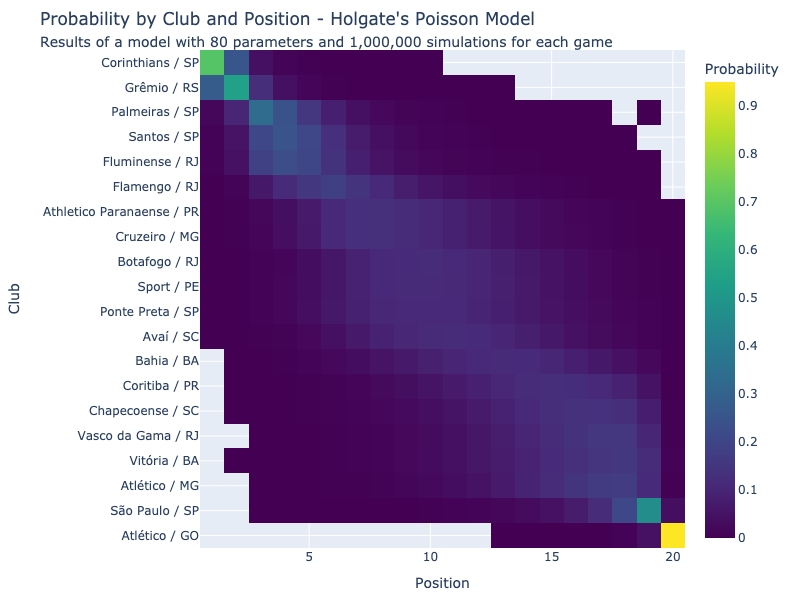 Probability by Club and Position - Holgate's Poisson Model
Results of a model with 80 parameters and 1,000,000 simulations for each game
Probability
Club
Corinthians / SP
Grêmio / RS
Palmeiras / SP
Santos / SP
Fluminense / RJ
Flamengo / RJ
Athletico Paranaense / PR
Cruzeiro / MG
Botafogo / RJ
Sport / PE
Ponte Preta / SP
Avaí / SC
Bahia / BA
Coritiba / PR
Chapecoense / SC
Vasco da Gama / RJ
Vitória / BA
Atlético / MG
São Paulo / SP
Atlético / GO
0.9
0.8
0.7
0.6
0.5
0.4
0.3
0.2
0.1
0
5 10 15 20
Position